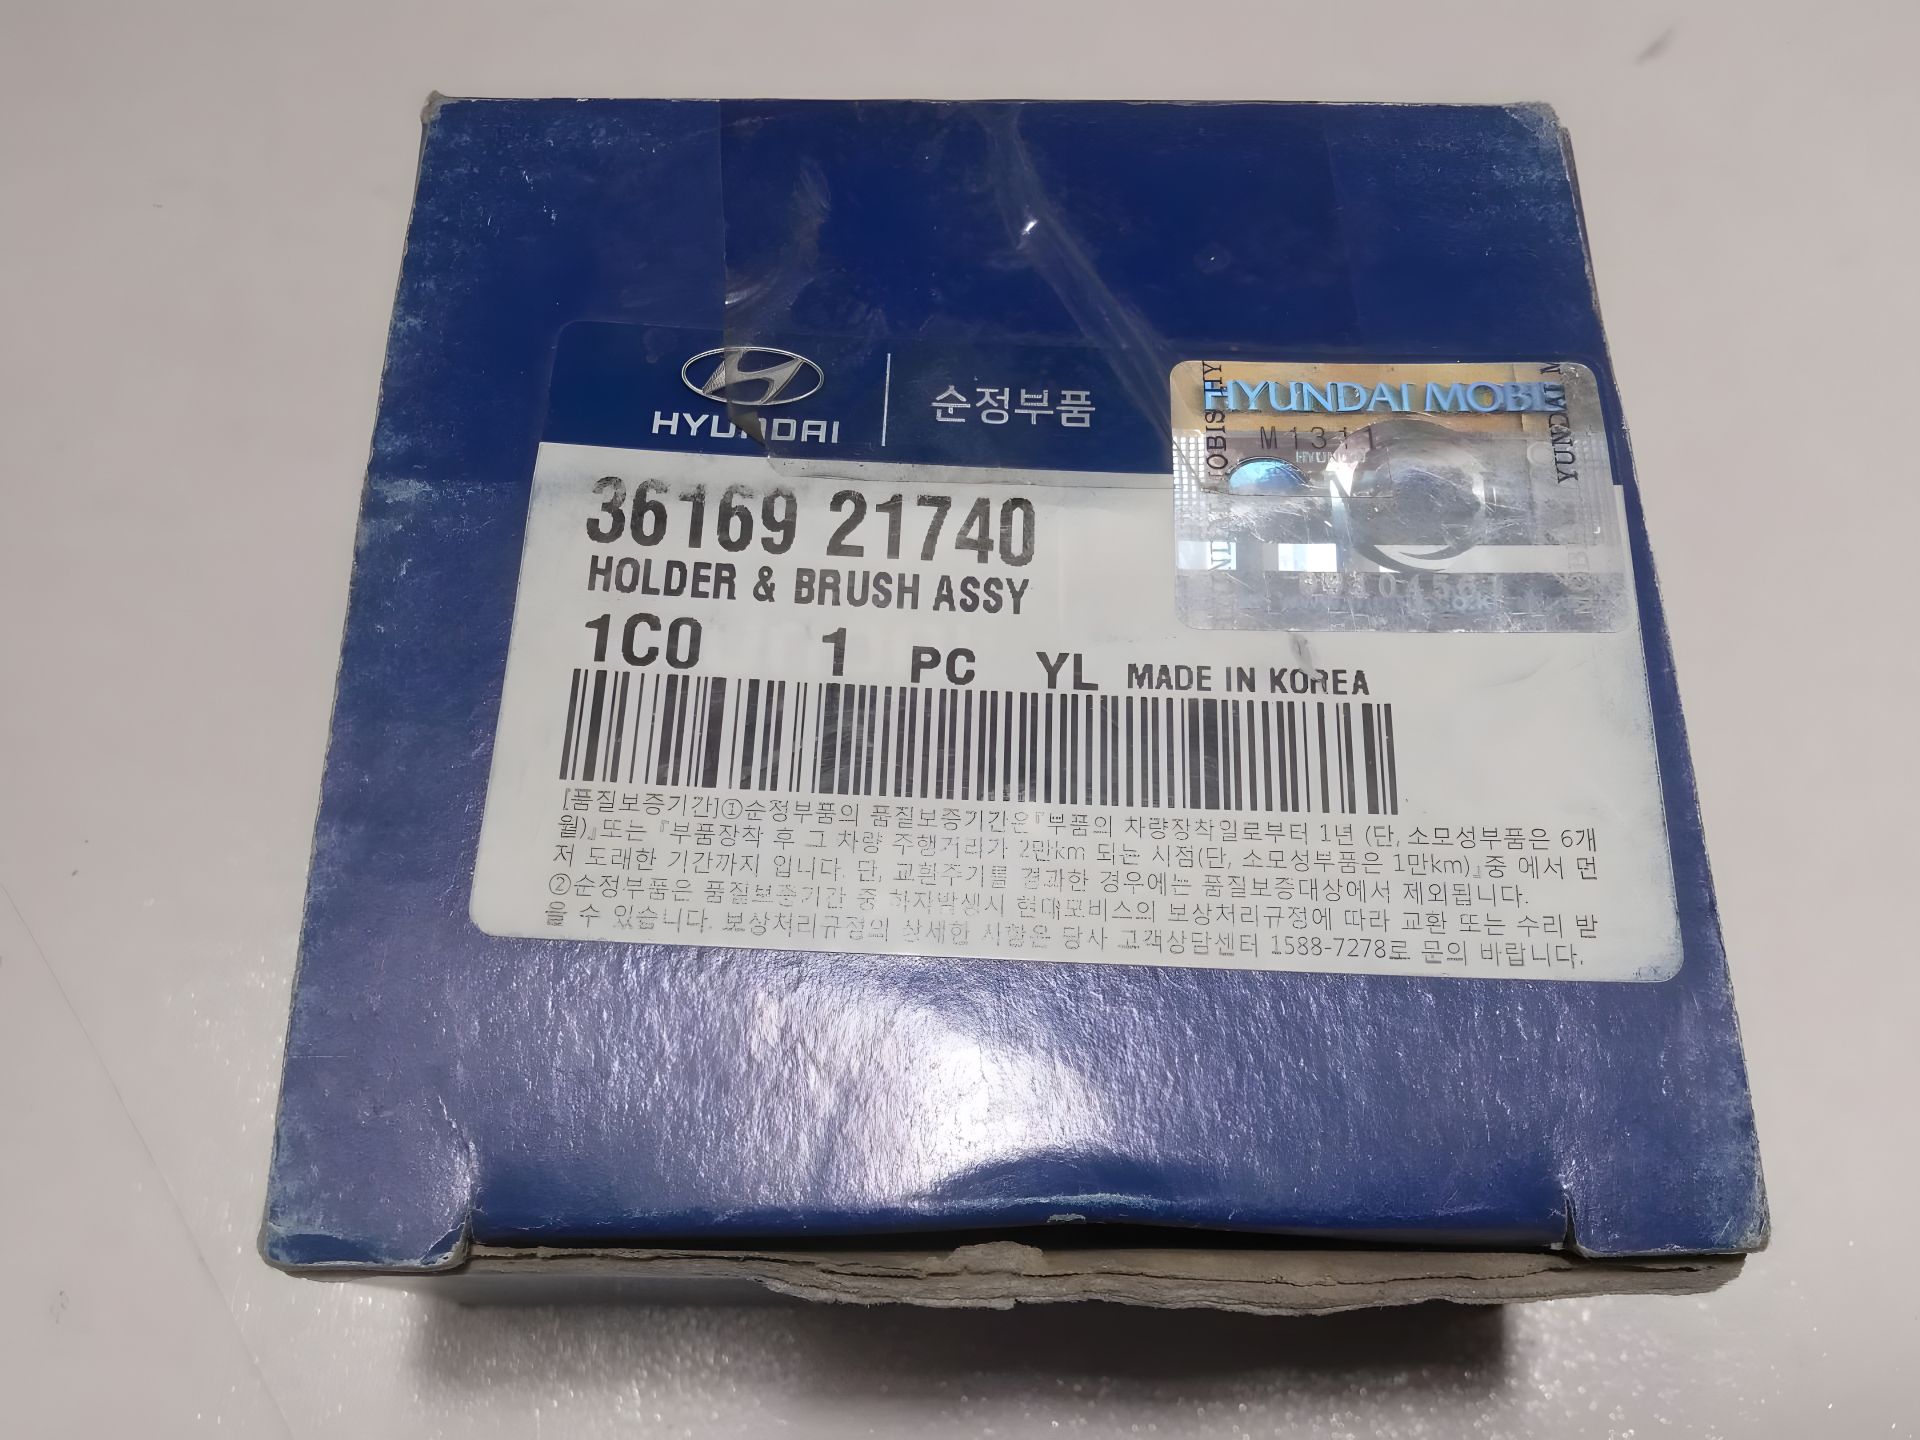 HYUNDAI
순정부품
HYUNDAI MOBI
M1311
36169 21740
HOLDER & BRUSH ASSY
1C0 1 PC YL MADE IN KOREA
[품질보증기간]①순정부품의 품질보증기간은『부품의 차량장착일로부터 1년 (단, 소모성부품은 6개
월)』또는 『부품장착 후 그 차량 주행거리가 2만km 되는 시점(단, 소모성부품은 1만km)』중 에서 먼
저 도래한 기간까지 입니다. 단, 교환주기를 경과한 경우에는 품질보증대상에서 제외됩니다.
②순정부품은 품질보증기간 중 하자발생시 현대모비스의 보상처리규정에 따라 교환 또는 수리 받
을 수 있습니다. 보상처리규정의 상세한 사항은 당사 고객상담센터 1588-7278로 문의 바랍니다.